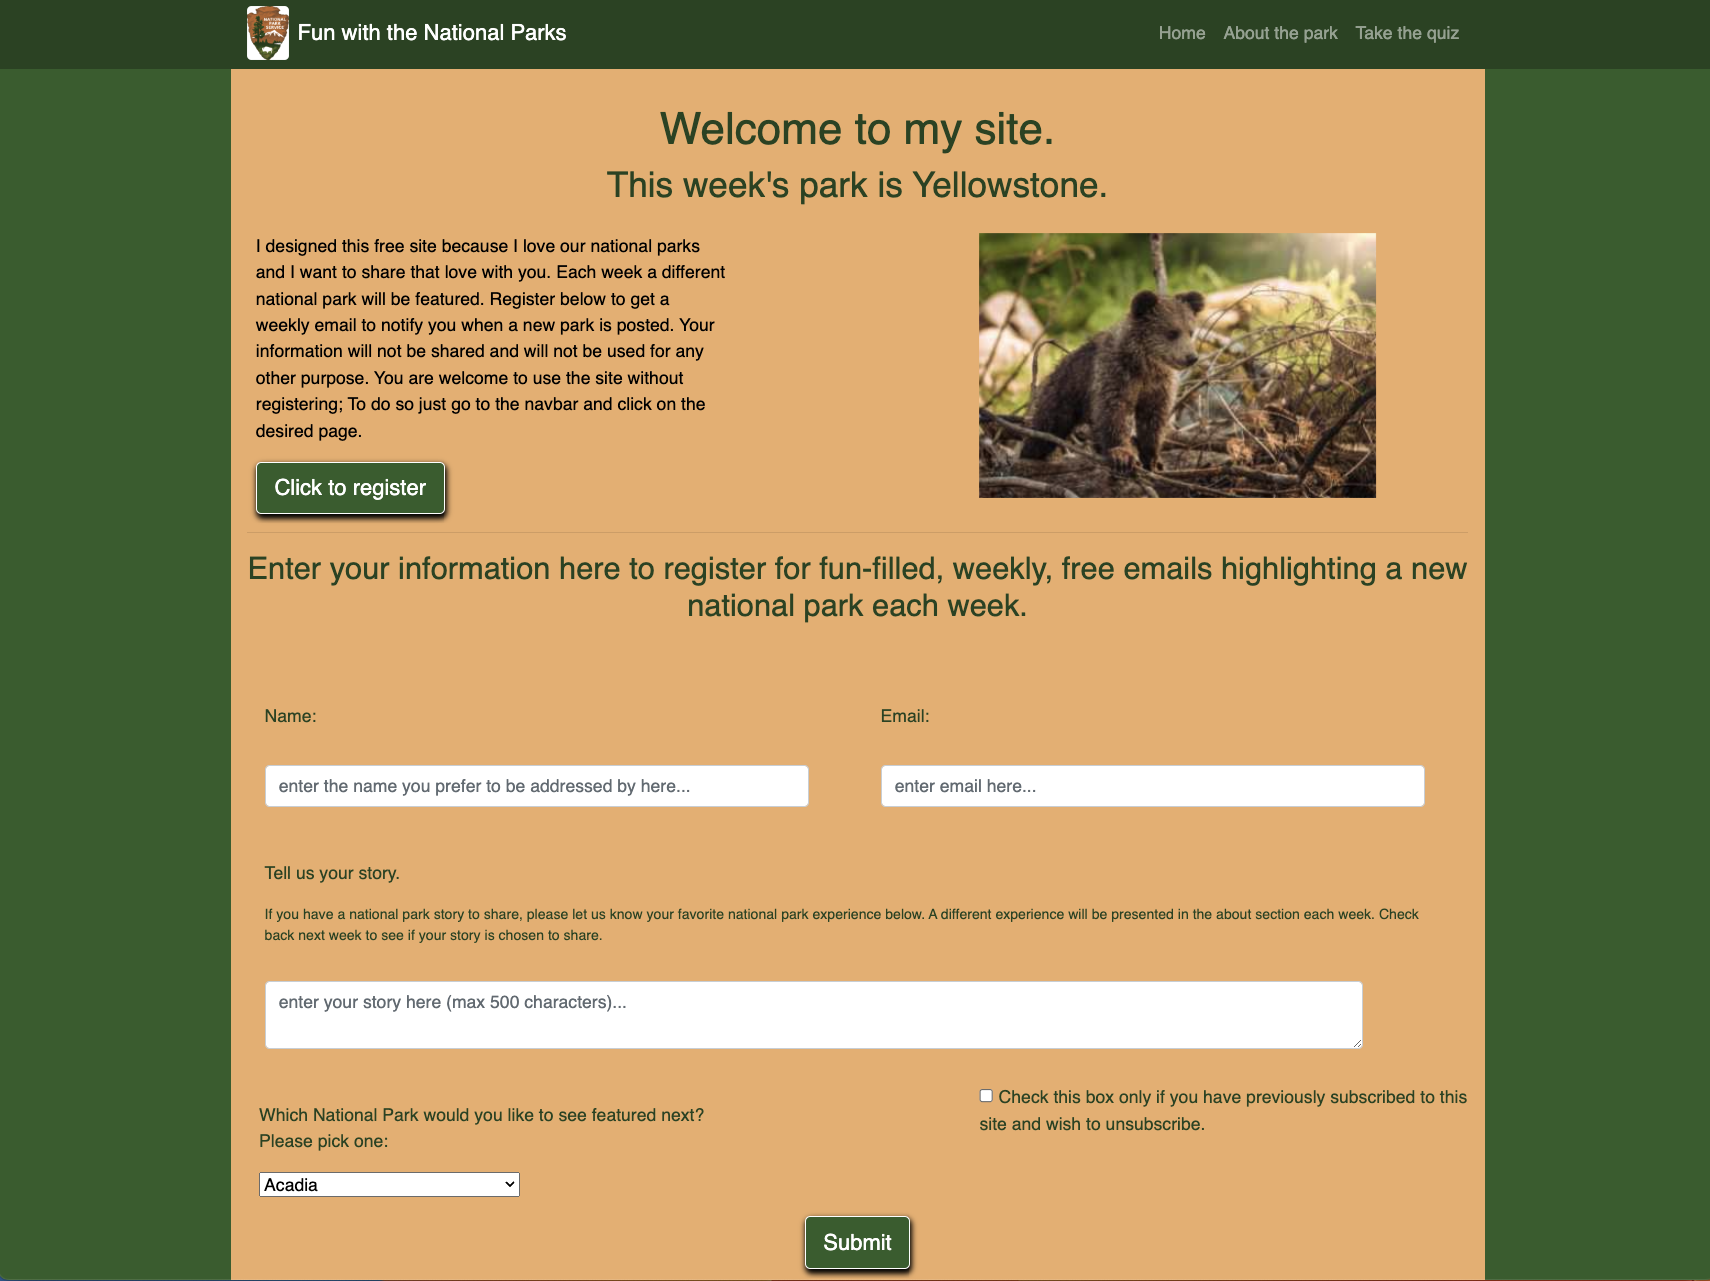 NATIONAL
PARK
SERVICE
Fun with the National Parks
Home About the park Take the quiz
Welcome to my site.
This week's park is Yellowstone.
I designed this free site because I love our national parks
and I want to share that love with you. Each week a different
national park will be featured. Register below to get a
weekly email to notify you when a new park is posted. Your
information will not be shared and will not be used for any
other purpose. You are welcome to use the site without
registering; To do so just go to the navbar and click on the
desired page.
Click to register
Enter your information here to register for fun-filled, weekly, free emails highlighting a new
national park each week.
Name:
Email:
enter the name you prefer to be addressed by here...
enter email here...
Tell us your story.
If you have a national park story to share, please let us know your favorite national park experience below. A different experience will be presented in the about section each week. Check
back next week to see if your story is chosen to share.
enter your story here (max 500 characters)...
Which National Park would you like to see featured next?
Please pick one:
Acadia
Check this box only if you have previously subscribed to this
site and wish to unsubscribe.
Submit